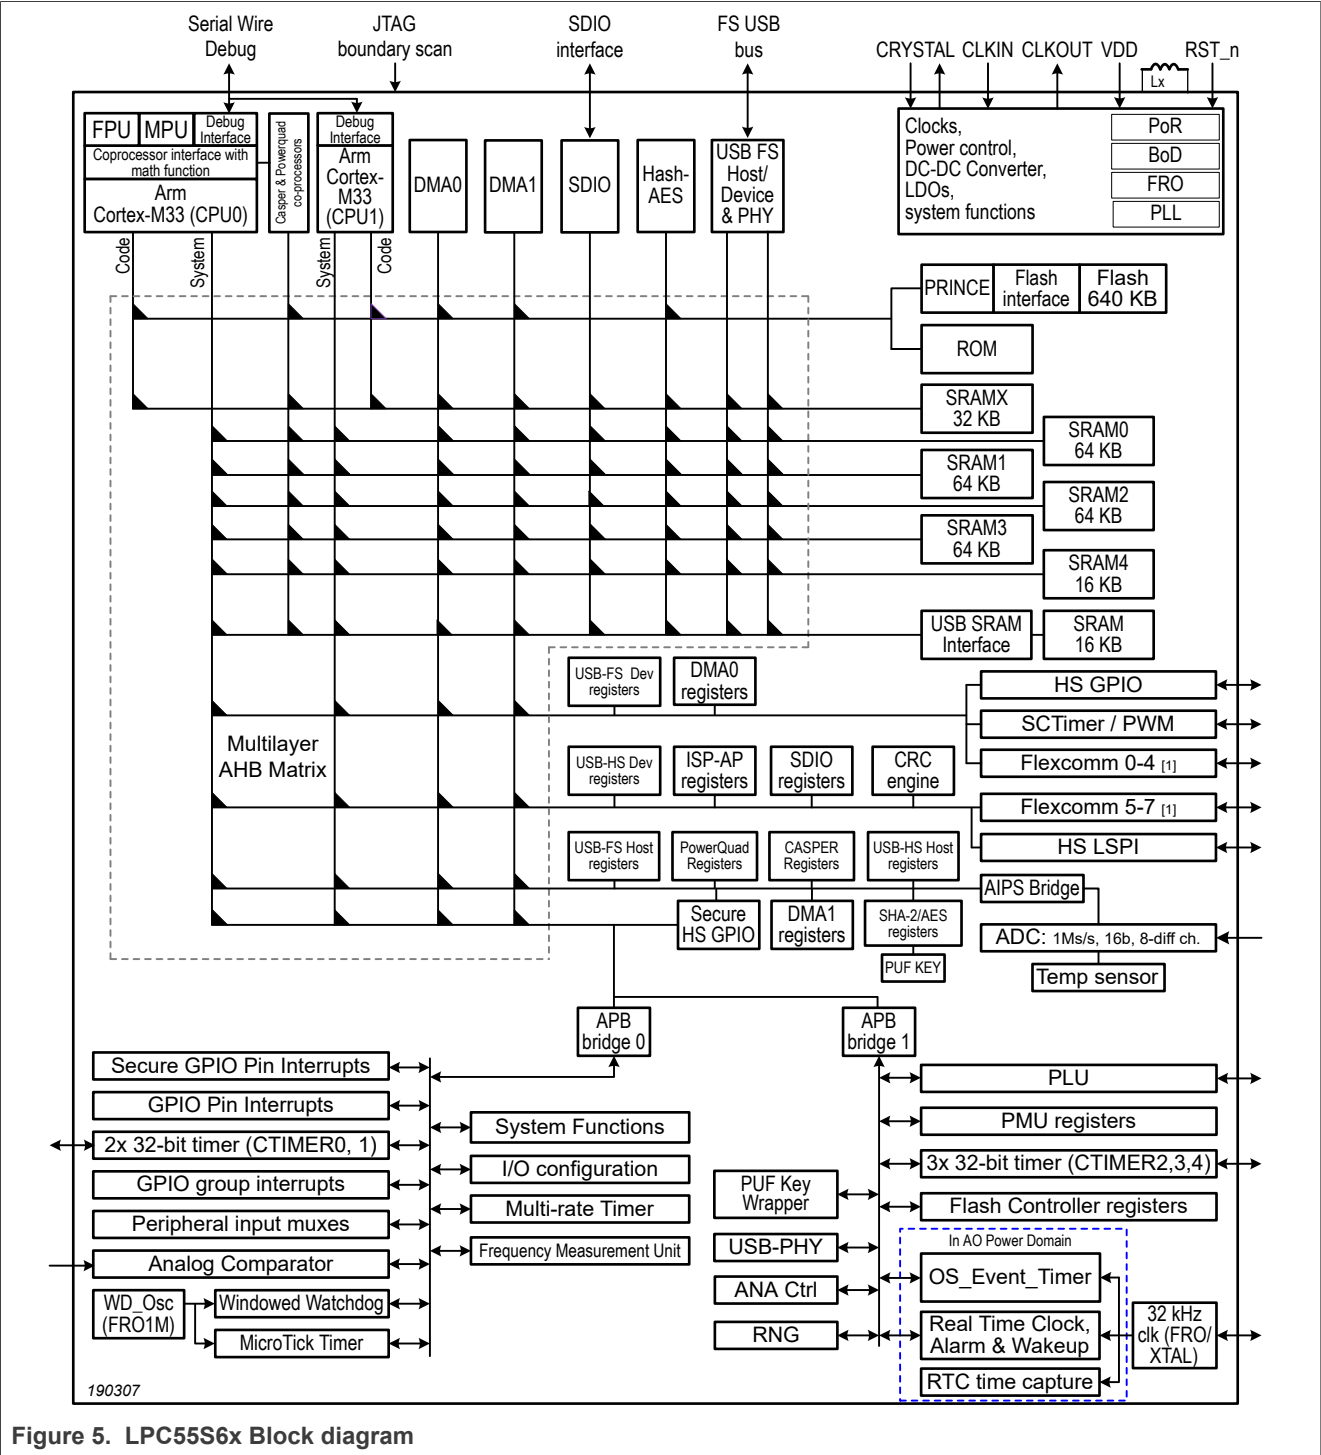 Serial Wire
Debug
JTAG
boundary scan
SDIO
interface
FS USB
bus
CRYSTAL CLKIN CLKOUT VDD RST_n
Lx
FPU MPU Debug
Interface
Coprocessor interface with
math function
Arm
Cortex-M33 (CPU0)
Casper & Powerquad
co-processors
Debug
Interface
Arm
Cortex-
M33
(CPU1)
DMA0
DMA1
SDIO
Hash-
AES
USB FS
Host/
Device
& PHY
Clocks,
Power control,
DC-DC Converter,
LDOs,
system functions
PoR
BoD
FRO
PLL
Code
System
System
Code
PRINCE
Flash
interface
Flash
640 KB
ROM
SRAMX
32 KB
SRAM0
64 KB
SRAM1
64 KB
SRAM2
64 KB
SRAM3
64 KB
SRAM4
16 KB
USB SRAM
Interface
SRAM
16 KB
USB-FS Dev
registers
DMA0
registers
HS GPIO
SCTimer / PWM
Flexcomm 0-4 [1]
Multilayer
AHB Matrix
USB-HS Dev
registers
ISP-AP
registers
SDIO
registers
CRC
engine
Flexcomm 5-7 [1]
HS LSPI
USB-FS Host
registers
PowerQuad
Registers
CASPER
Registers
USB-HS Host
registers
AIPS Bridge
Secure
HS GPIO
DMA1
registers
SHA-2/AES
registers
PUF KEY
ADC: 1Ms/s, 16b, 8-diff ch.
Temp sensor
APB
bridge 0
APB
bridge 1
Secure GPIO Pin Interrupts
GPIO Pin Interrupts
2x 32-bit timer (CTIMER0, 1)
GPIO group interrupts
Peripheral input muxes
Analog Comparator
WD_Osc
(FRO1M)
Windowed Watchdog
MicroTick Timer
System Functions
I/O configuration
Multi-rate Timer
Frequency Measurement Unit
PUF Key
Wrapper
USB-PHY
ANA Ctrl
RNG
PLU
PMU registers
3x 32-bit timer (CTIMER2,3,4)
Flash Controller registers
In AO Power Domain
OS_Event_Timer
Real Time Clock,
Alarm & Wakeup
RTC time capture
32 kHz
clk (FRO/
XTAL)
190307
Figure 5. LPC55S6x Block diagram